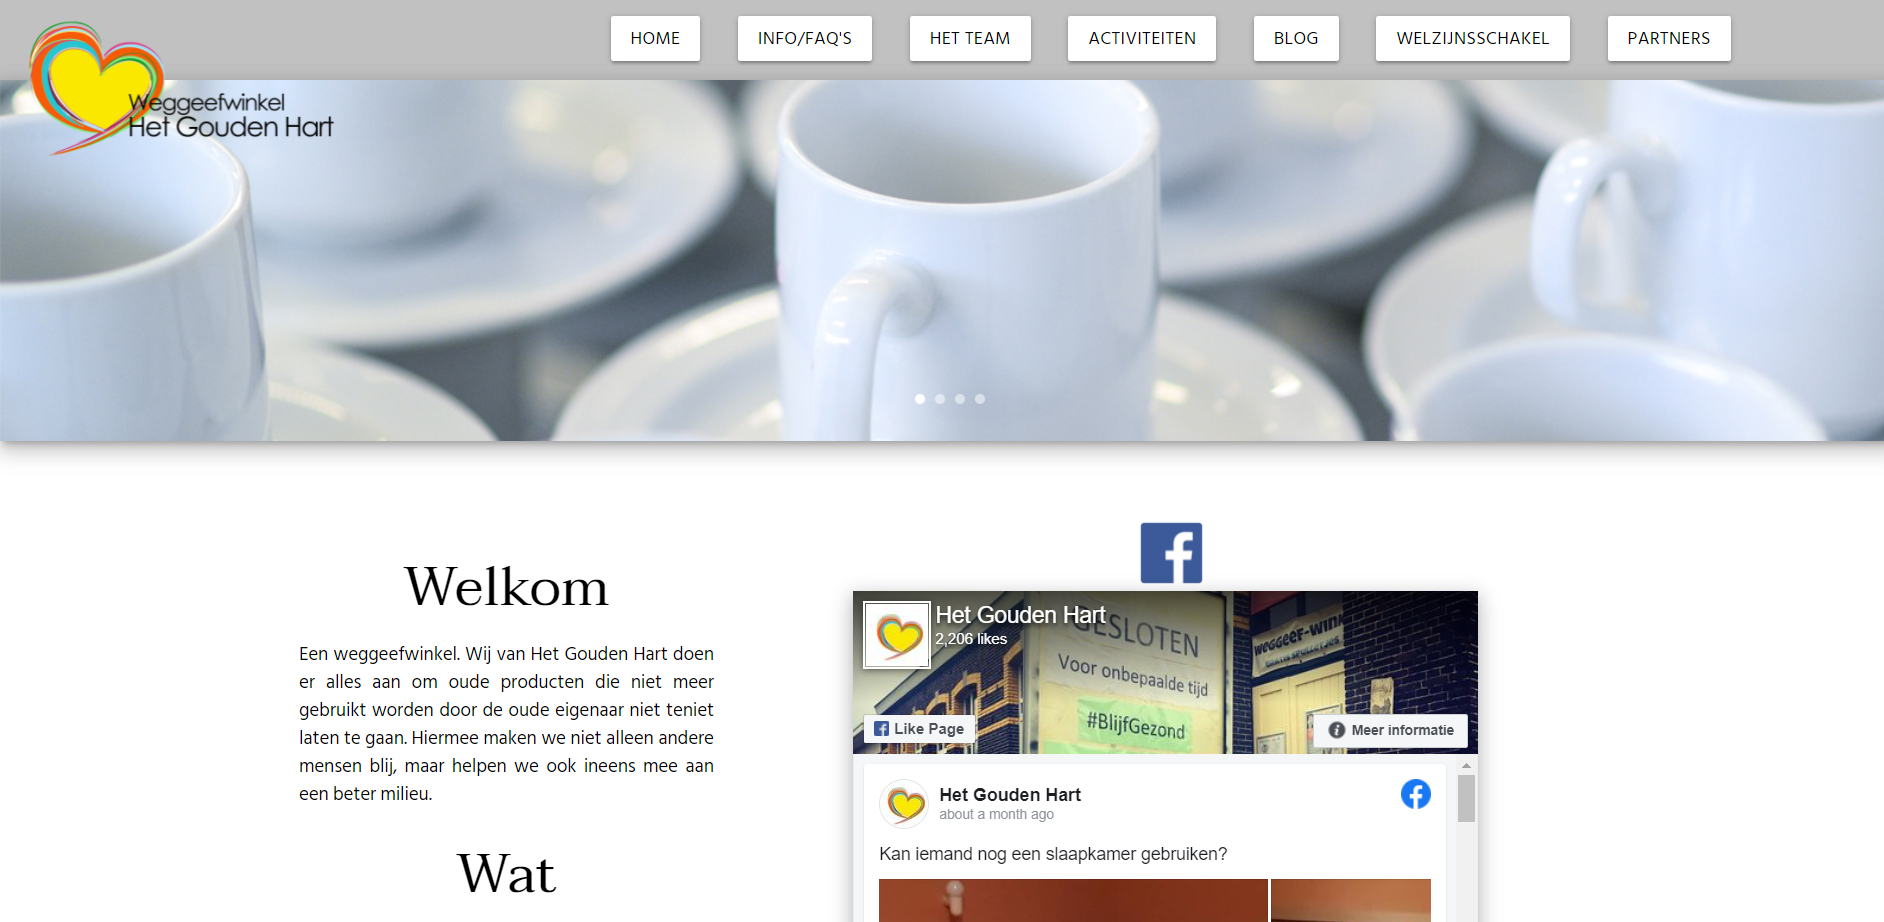 HOME
INFO/FAQ'S
HET TEAM
ACTIVITEITEN
BLOG
WELZIJNSSCHAKEL
PARTNERS
Weggeefwinkel
Het Gouden Hart
Welkom
Een weggeefwinkel. Wij van Het Gouden Hart doen
er alles aan om oude producten die niet meer
gebruikt worden door de oude eigenaar niet teniet
laten te gaan. Hiermee maken we niet alleen andere
mensen blij, maar helpen we ook ineens mee aan
een beter milieu.
Wat
Het Gouden Hart
2,206 likes
GESLOTEN
Voor onbepaalde tijd
#BlijfGezond
WEGGEEF-WINK
GRATIS SPULLETJES
Like Page
Meer informatie
Het Gouden Hart
about a month ago
Kan iemand nog een slaapkamer gebruiken?